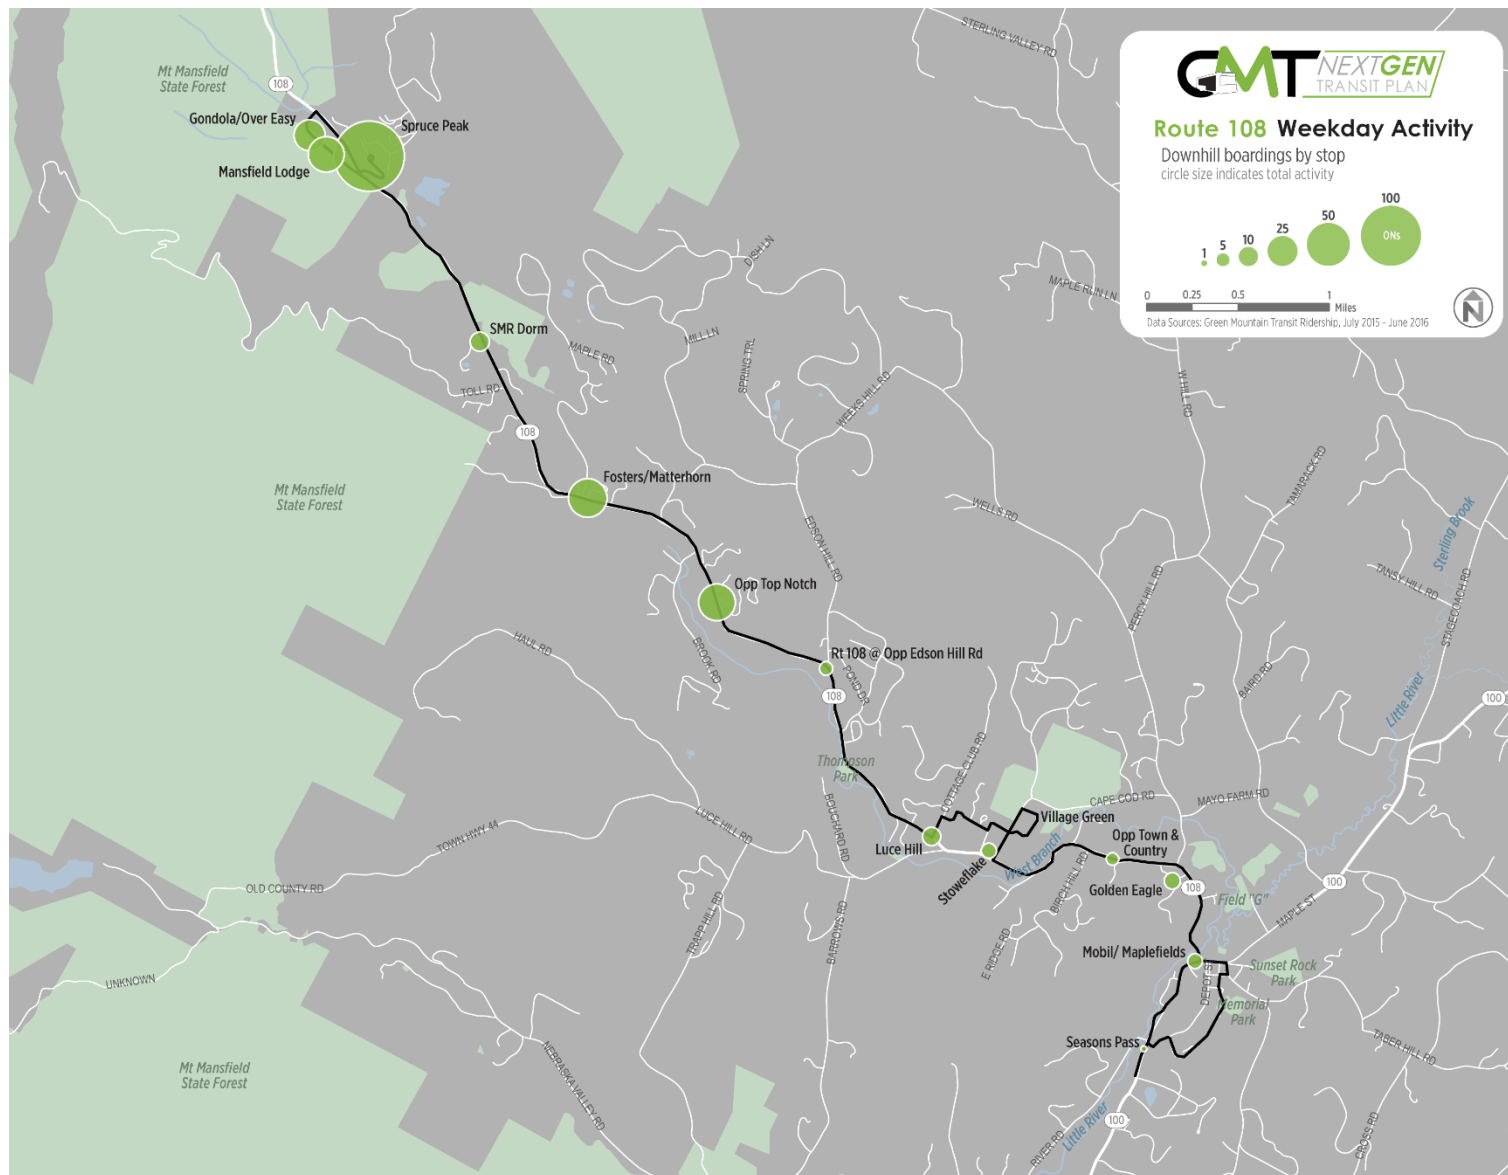 GMT NEXTGEN
TRANSIT PLAN
Route 108 Weekday Activity
Downhill boardings by stop
circle size indicates total activity
1
5
10
25
50
100
ONs
0
0.25
0.5
1
Miles
Data Sources: Green Mountain Transit Ridership, July 2015 - June 2016
N
STERLING VALLEY RD
Mt Mansfield
State Forest
108
Gondola/Over Easy
Spruce Peak
Mansfield Lodge
DISH LN
MAPLE RUN LN
SMR Dorm
MAPLE RD
MILL LN
SPRING TRL
WEEKS HILL RD
W HILL RD
TOLL RD
108
Fosters/Matterhorn
Mt Mansfield
State Forest
WELLS RD
EDSON HILL RD
TAMARACK RD
Sterling Brook
TANSY HILL RD
STAGECOACH RD
PERCY HILL RD
Opp Top Notch
HAUL RD
BROOK RD
Rt 108 @ Opp Edson Hill Rd
POND DR
108
BAIRD RD
Little River
100
Thompson
Park
COTTAGE CLUB RD
BOUCHARD RD
LUCE HILL RD
TOWN HWY 44
CAPE COD RD
MAYO FARM RD
Village Green
Luce Hill
Stoweflake
West Branch
Opp Town &
Country
BIRCH HILL RD
Golden Eagle
108
100
Field "G"
MAPLE ST
OLD COUNTY RD
TRAPP HILL RD
BARROWS RD
E RIDGE RD
Mobil/ Maplefields
DEPOT ST
Sunset Rock
Park
Memorial
Park
UNKNOWN
Seasons Pass
TABER HILL RD
Mt Mansfield
State Forest
NEBRASKA VALLEY RD
Little River
RIVER RD
100
CROSS RD